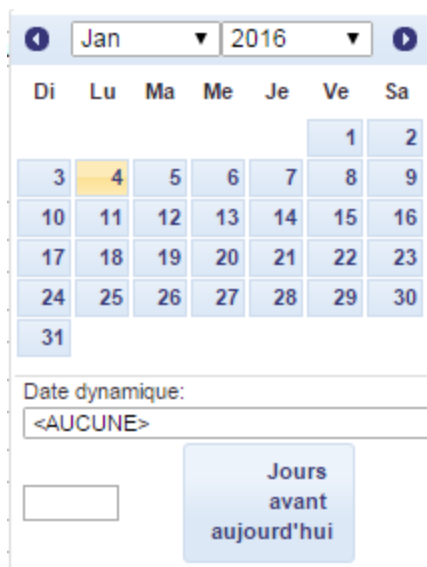 Jan 2016
Di Lu Ma Me Je Ve Sa
1 2
3 4 5 6 7 8 9
10 11 12 13 14 15 16
17 18 19 20 21 22 23
24 25 26 27 28 29 30
31
Date dynamique:
<AUCUNE>
Jours
avant
aujourd'hui